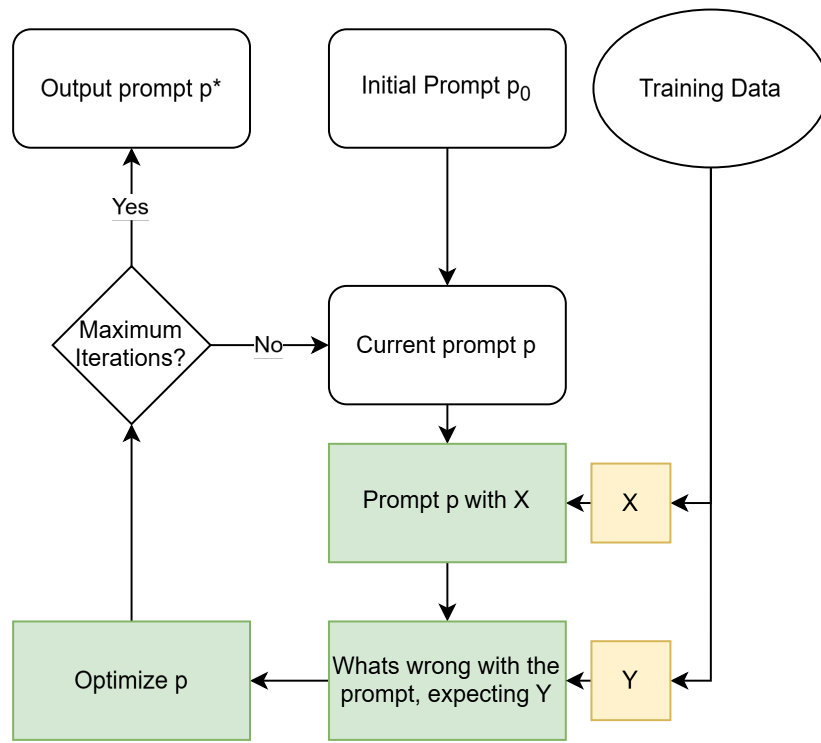 Output prompt p*
Initial Prompt p₀
Training Data
Yes
Maximum
Iterations?
No
Current prompt p
Prompt p with X
X
Optimize p
Whats wrong with the
prompt, expecting Y
Y